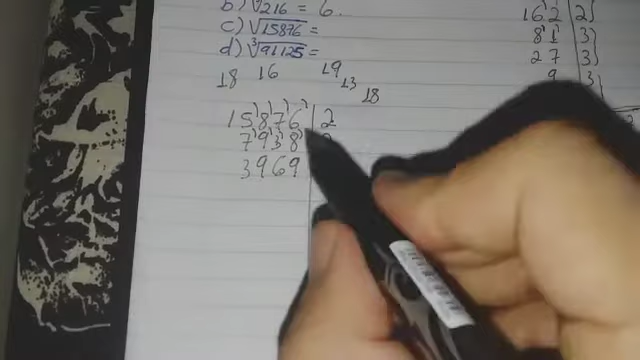 b) ∛216 = 6.
c) √15876 =
d) ∛91125 =
18 16 19 13 18
162 | 2
81 | 3
27 | 3
9 | 3
15876 | 2
7938 | 2
3969